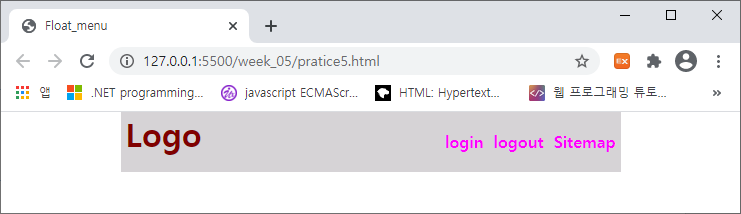 Float_menu
127.0.0.1:5500/week_05/pratice5.html
앱 .NET programming... javascript ECMAScr... HTML: Hypertext... 웹 프로그래밍 튜토... »
Logo login logout Sitemap